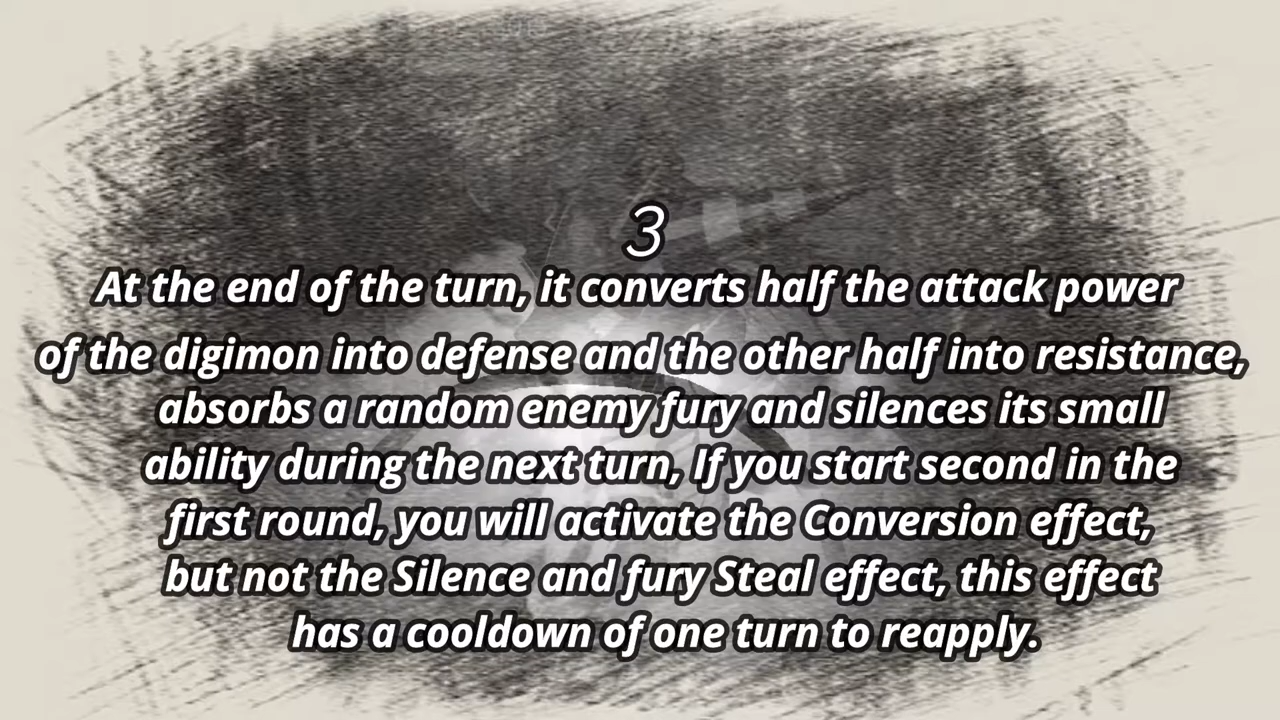 3
At the end of the turn, it converts half the attack power
of the digimon into defense and the other half into resistance,
absorbs a random enemy fury and silences its small
ability during the next turn, If you start second in the
first round, you will activate the Conversion effect,
but not the Silence and fury Steal effect, this effect
has a cooldown of one turn to reapply.